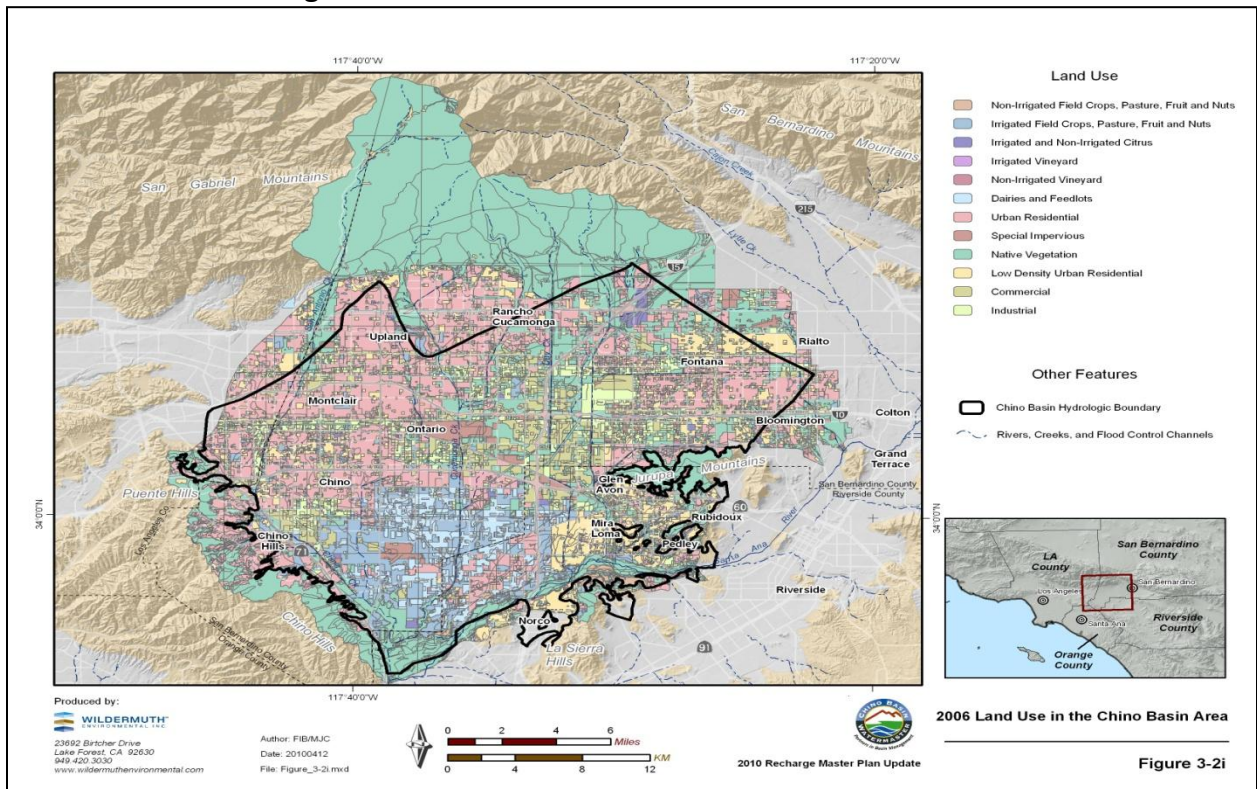 117°40'0"W
117°20'0"W
San Bernardino Mountains
San Gabriel Mountains
Cajon Creek
215
Lytle Ck
15
Rancho
Cucamonga
Upland
Rialto
Fontana
Montclair
Ontario
Bloomington
10
Colton
Grand
Terrace
Jurupa Mountains
Puente Hills
Chino
Glen
Avon
San Bernardino County
Riverside County
34°0'0"N
34°0'0"N
Mira
Loma
Rubidoux
60
Pedley
Chino
Hills
71
Los Angeles Co.
Santa Ana River
Riverside
Norco
Chino Hills
San Bernardino County
Orange County
La Sierra
Hills
91
117°40'0"W
Land Use
Non-Irrigated Field Crops, Pasture, Fruit and Nuts
Irrigated Field Crops, Pasture, Fruit and Nuts
Irrigated and Non-Irrigated Citrus
Irrigated Vineyard
Non-Irrigated Vineyard
Dairies and Feedlots
Urban Residential
Special Impervious
Native Vegetation
Low Density Urban Residential
Commercial
Industrial
Other Features
Chino Basin Hydrologic Boundary
Rivers, Creeks, and Flood Control Channels
LA
County
San Bernardino
County
San Bernardino
Los Angeles
Riverside
County
Santa Ana
Orange
County
Produced by:
WILDERMUTH™
ENVIRONMENTAL INC
23692 Birtcher Drive
Lake Forest, CA 92630
949.420.3030
www.wildermuthenvironmental.com
Author: FIB/MJC
Date: 20100412
File: Figure_3-2i.mxd
0 2 4 6
Miles
KM
0 4 8 12
CHINO BASIN
WATERMASTER
2010 Recharge Master Plan Update
2006 Land Use in the Chino Basin Area
Figure 3-2i